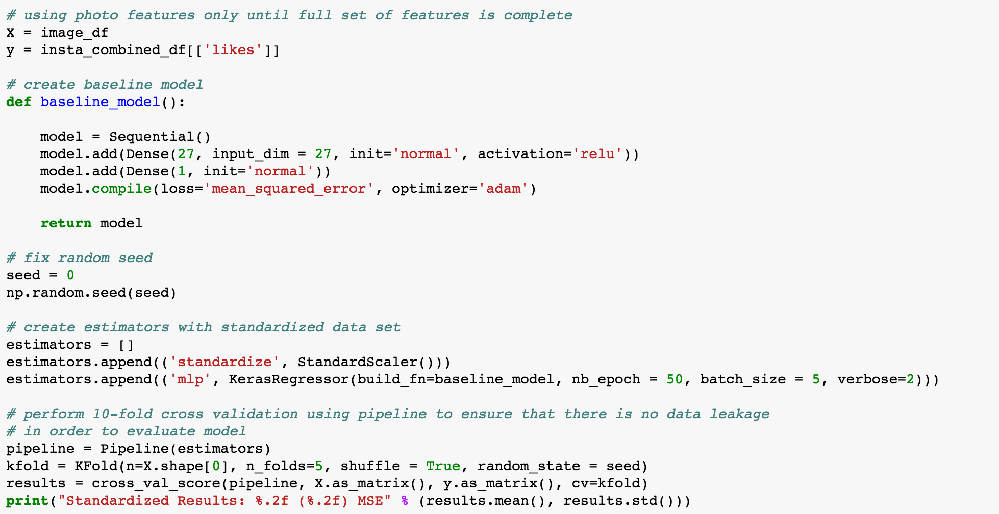 # using photo features only until full set of features is complete
X = image_df
y = insta_combined_df[['likes']]
# create baseline model
def baseline_model():
    model = Sequential()
    model.add(Dense(27, input_dim = 27, init='normal', activation='relu'))
    model.add(Dense(1, init='normal'))
    model.compile(loss='mean_squared_error', optimizer='adam')
    return model
# fix random seed
seed = 0
np.random.seed(seed)
# create estimators with standardized data set
estimators = []
estimators.append(('standardize', StandardScaler()))
estimators.append(('mlp', KerasRegressor(build_fn=baseline_model, nb_epoch = 50, batch_size = 5, verbose=2)))
# perform 10-fold cross validation using pipeline to ensure that there is no data leakage
# in order to evaluate model
pipeline = Pipeline(estimators)
kfold = KFold(n=X.shape[0], n_folds=5, shuffle = True, random_state = seed)
results = cross_val_score(pipeline, X.as_matrix(), y.as_matrix(), cv=kfold)
print("Standardized Results: %.2f (%.2f) MSE" % (results.mean(), results.std()))